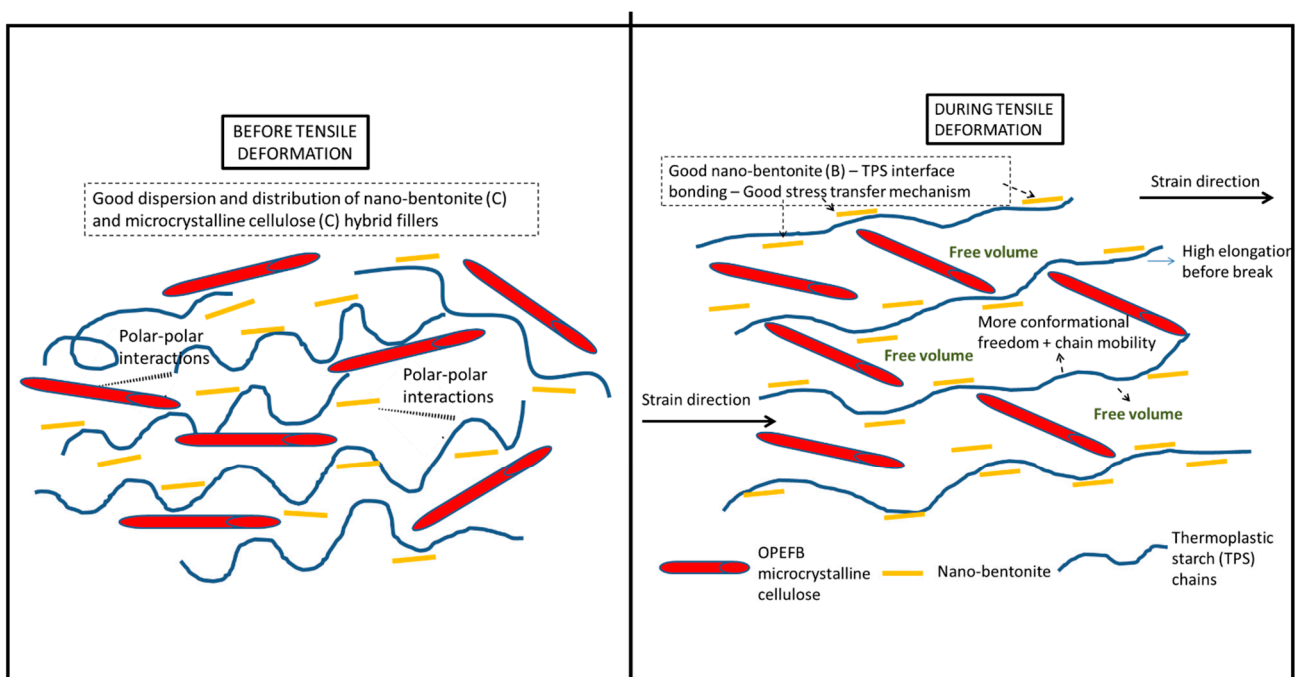 BEFORE TENSILE
DEFORMATION
Good dispersion and distribution of nano-bentonite (C)
and microcrystalline cellulose (C) hybrid fillers
Polar-polar
interactions
Polar-polar
interactions
DURING TENSILE
DEFORMATION
Good nano-bentonite (B) – TPS interface
bonding – Good stress transfer mechanism
Strain direction
Free volume
High elongation
before break
More conformational
freedom + chain mobility
Free volume
Free volume
Strain direction
OPEFB
microcrystalline
cellulose
Nano-bentonite
Thermoplastic
starch (TPS)
chains